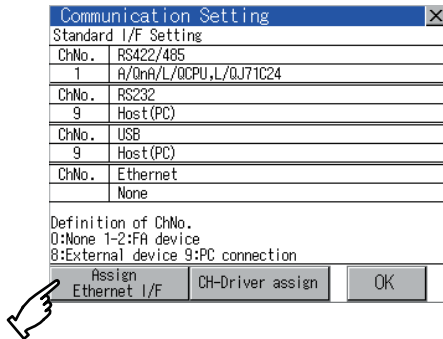 Communication Setting
Standard I/F Setting
ChNo. RS422/485
1 A/QnA/L/QCPU,L/QJ71C24
ChNo. RS232
9 Host(PC)
ChNo. USB
9 Host(PC)
ChNo. Ethernet
None
Definition of ChNo.
0:None 1-2:FA device
8:External device 9:PC connection
Assign
Ethernet I/F
CH-Driver assign
OK